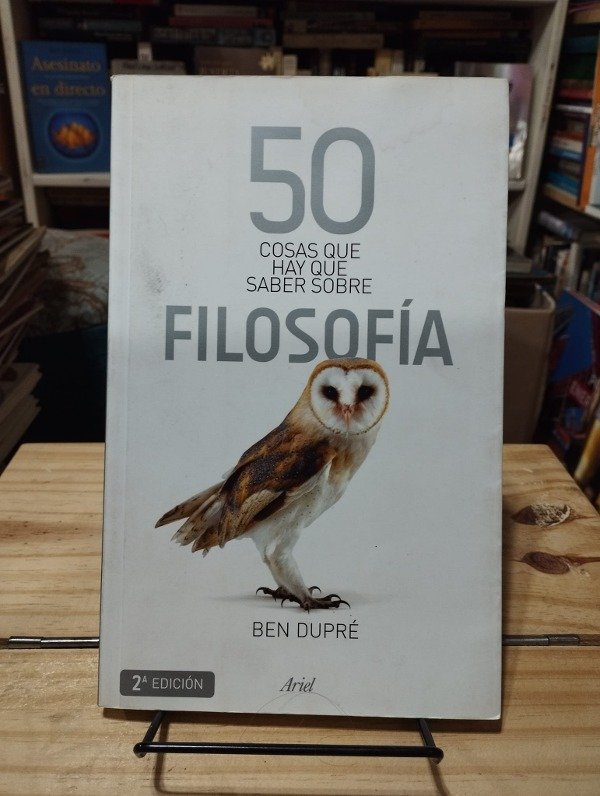 50
COSAS QUE
HAY QUE
SABER SOBRE
FILOSOFÍA
BEN DUPRÉ
2ª EDICIÓN
Ariel
Asesinato
en directo